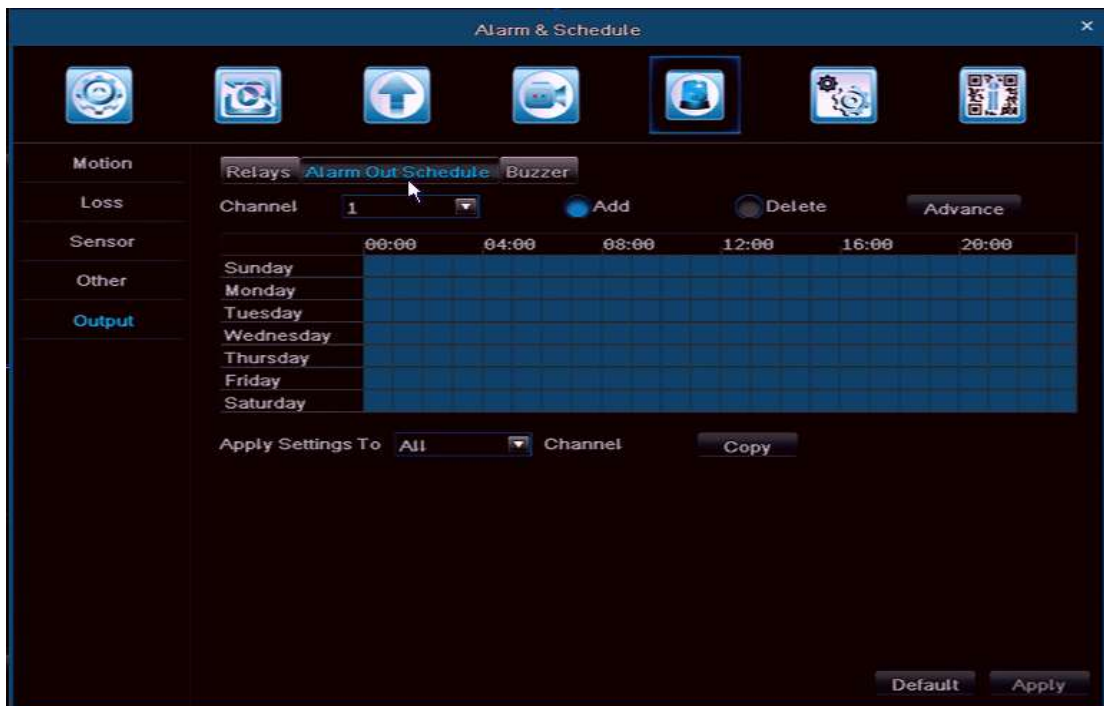 Alarm & Schedule ×
Motion
Loss
Sensor
Other
Output
Relays Alarm Out Schedule Buzzer
Channel 1 Add Delete Advance
00:00 04:00 08:00 12:00 16:00 20:00
Sunday
Monday
Tuesday
Wednesday
Thursday
Friday
Saturday
Apply Settings To All Channel Copy
Default Apply